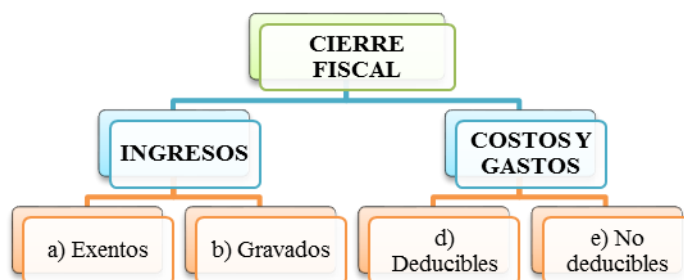 CIERRE
FISCAL
INGRESOS
COSTOS Y
GASTOS
a) Exentos
b) Gravados
d)
Deducibles
e) No
deducibles